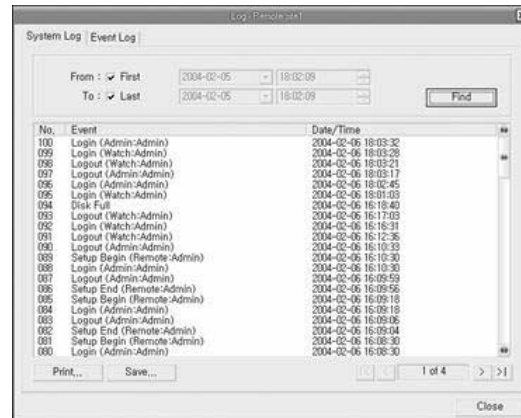 Log - Remote site1
System Log Event Log
From : First 2004-02-05 18:02:09
To : Last 2004-02-05 18:02:09
Find
No. Event Date/Time
100 Login (Admin:Admin) 2004-02-06 18:03:32
099 Login (Watch:Admin) 2004-02-06 18:03:28
098 Logout (Watch:Admin) 2004-02-06 18:03:21
097 Logout (Admin:Admin) 2004-02-06 18:03:17
096 Login (Admin:Admin) 2004-02-06 18:02:45
095 Login (Watch:Admin) 2004-02-06 18:01:03
094 Disk Full 2004-02-06 16:18:40
093 Logout (Watch:Admin) 2004-02-06 16:17:03
092 Login (Watch:Admin) 2004-02-06 16:16:31
091 Logout (Watch:Admin) 2004-02-06 16:12:36
090 Logout (Admin:Admin) 2004-02-06 16:10:33
089 Setup Begin (Remote:Admin) 2004-02-06 16:10:30
088 Login (Admin:Admin) 2004-02-06 16:10:30
087 Logout (Admin:Admin) 2004-02-06 16:09:59
086 Setup End (Remote:Admin) 2004-02-06 16:09:56
085 Setup Begin (Remote:Admin) 2004-02-06 16:09:18
084 Login (Admin:Admin) 2004-02-06 16:09:18
083 Logout (Admin:Admin) 2004-02-06 16:09:06
082 Setup End (Remote:Admin) 2004-02-06 16:09:04
081 Setup Begin (Remote:Admin) 2004-02-06 16:08:30
080 Login (Admin:Admin) 2004-02-06 16:08:30
Print... Save... 1 of 4
Close